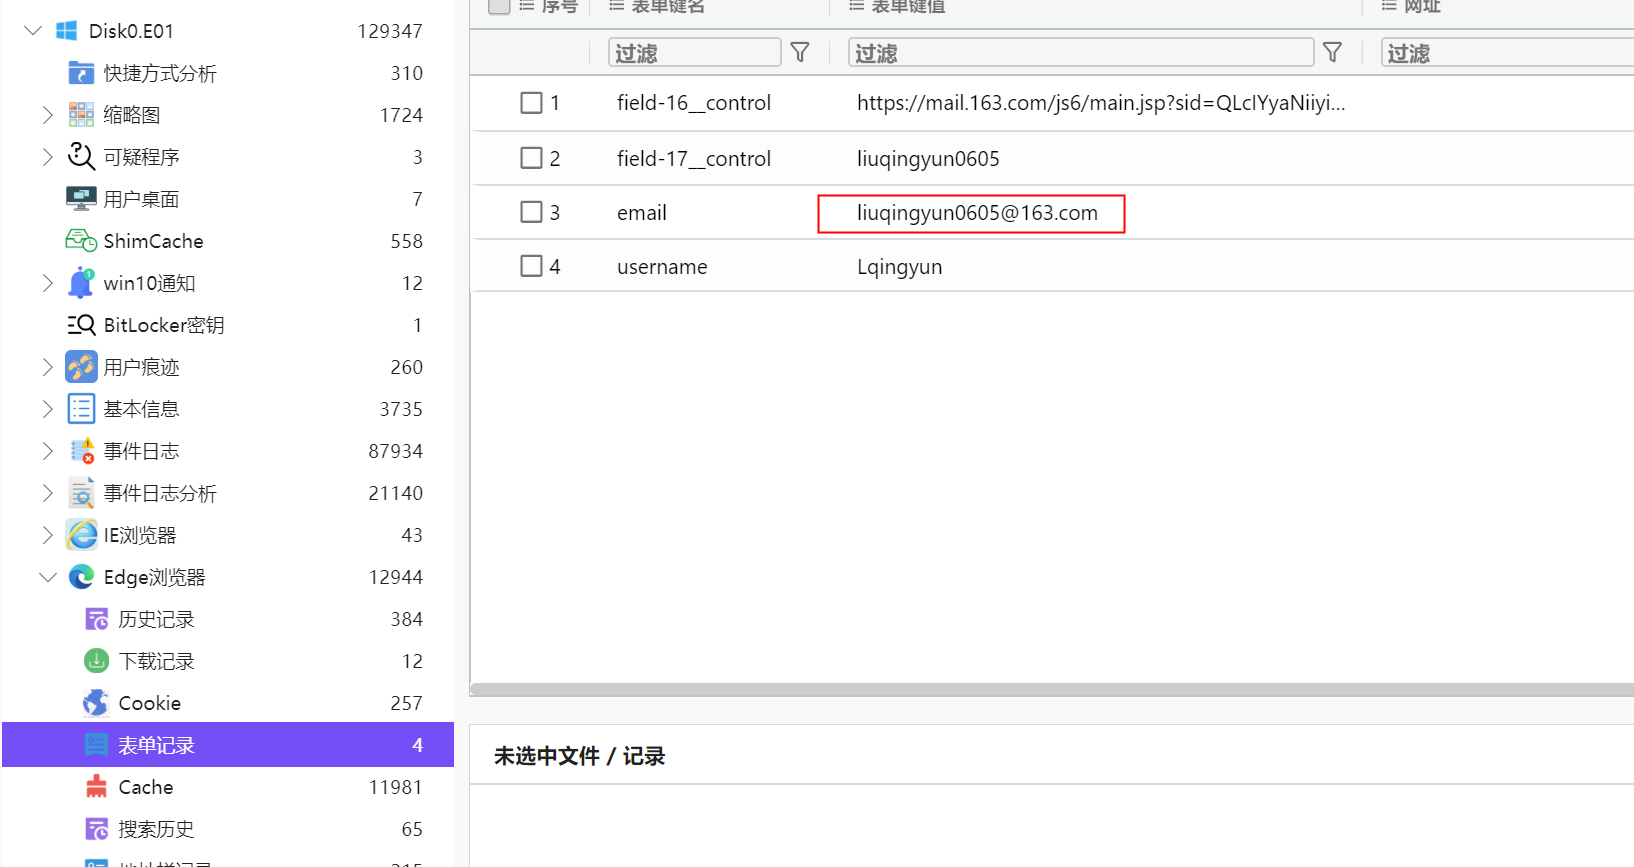 Disk0.E01 129347
快捷方式分析 310
缩略图 1724
可疑程序 3
用户桌面 7
ShimCache 558
win10通知 12
BitLocker密钥 1
用户痕迹 260
基本信息 3735
事件日志 87934
事件日志分析 21140
IE浏览器 43
Edge浏览器 12944
历史记录 384
下载记录 12
Cookie 257
表单记录 4
Cache 11981
搜索历史 65
地址栏记录 315
序号 表单键名 表单键值 网址
过滤 过滤 过滤
1 field-16__control https://mail.163.com/js6/main.jsp?sid=QLcIYyaNiiyi...
2 field-17__control liuqingyun0605
3 email liuqingyun0605@163.com
4 username Lqingyun
未选中文件 / 记录